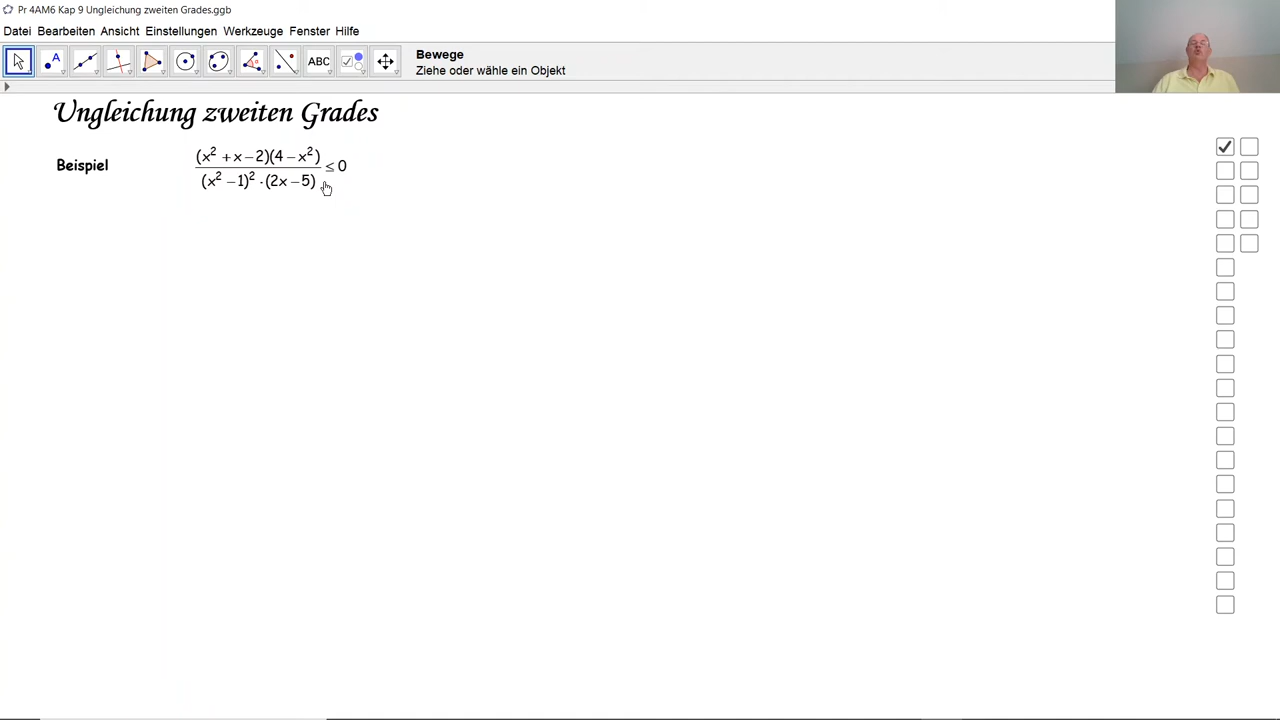 Pr 4AM6 Kap 9 Ungleichung zweiten Grades.ggb
Datei Bearbeiten Ansicht Einstellungen Werkzeuge Fenster Hilfe
A
ABC
Bewege
Ziehe oder wähle ein Objekt
Ungleichung zweiten Grades
Beispiel
(x² + x − 2)(4 − x²)
≤ 0
(x² − 1)² · (2x − 5)